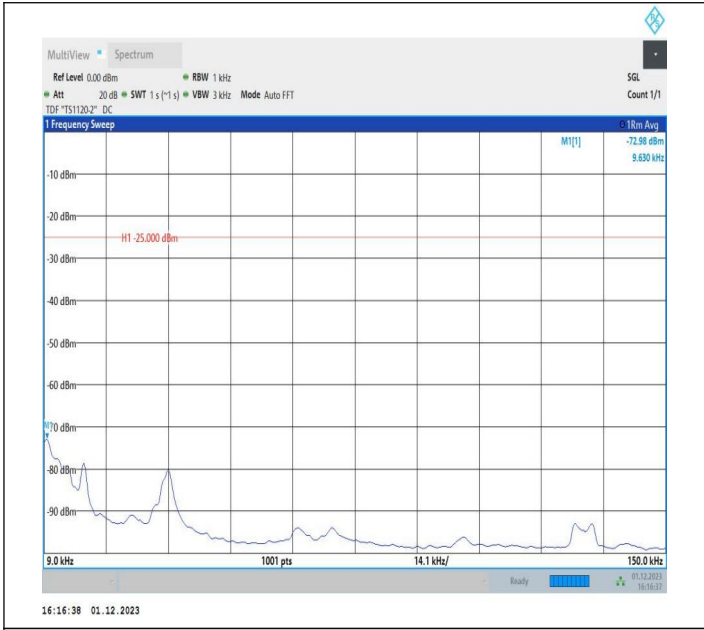 R S
MultiView Spectrum
Ref Level 0.00 dBm RBW 1 kHz SGL
Att 20 dB SWT 1 s (~1 s) VBW 3 kHz Mode Auto FFT Count 1/1
TDF "TS1120-2" DC
1 Frequency Sweep 1Rm Avg
M1[1] -72.98 dBm
9.630 kHz
-10 dBm
-20 dBm
H1 -25.000 dBm
-30 dBm
-40 dBm
-50 dBm
-60 dBm
M1
-70 dBm
-80 dBm
-90 dBm
9.0 kHz 1001 pts 14.1 kHz/ 150.0 kHz
Ready 01.12.2023
16:16:37
16:16:38 01.12.2023